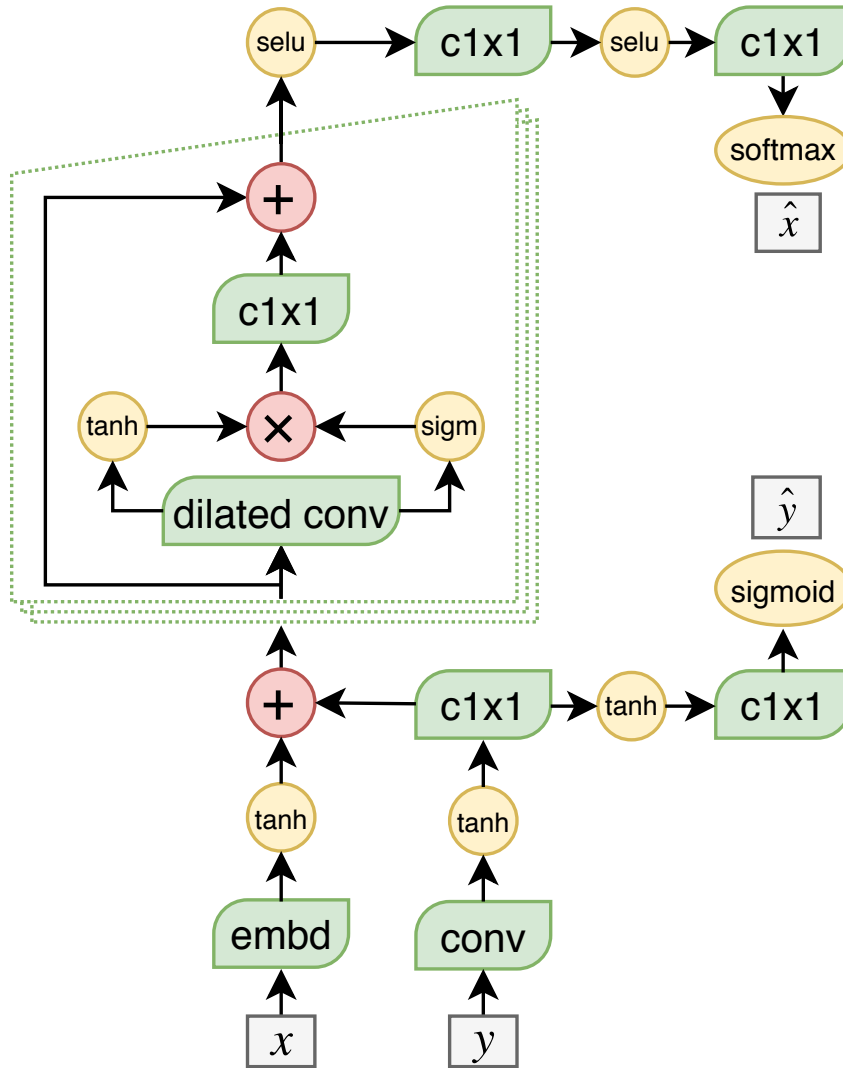 selu c1x1 selu c1x1
softmax
+
x̂
c1x1
tanh × sigm
dilated conv
ŷ
sigmoid
+ c1x1 tanh c1x1
tanh tanh
embd conv
x y